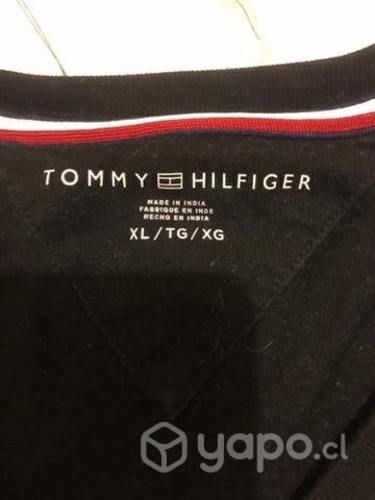 TOMMY HILFIGER
MADE IN INDIA
FABRIQUE EN INDE
HECHO EN INDIA
XL/TG/XG
yapo.cl